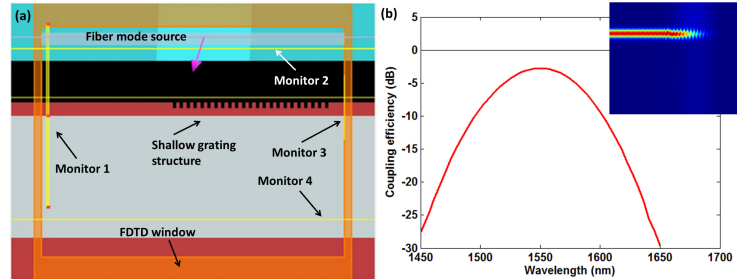 (a)
Fiber mode source
Monitor 2
Shallow grating
structure
Monitor 3
Monitor 1
Monitor 4
FDTD window
(b)
Coupling efficiency (dB)
5
0
-5
-10
-15
-20
-25
-30
1450 1500 1550 1600 1650 1700
Wavelength (nm)